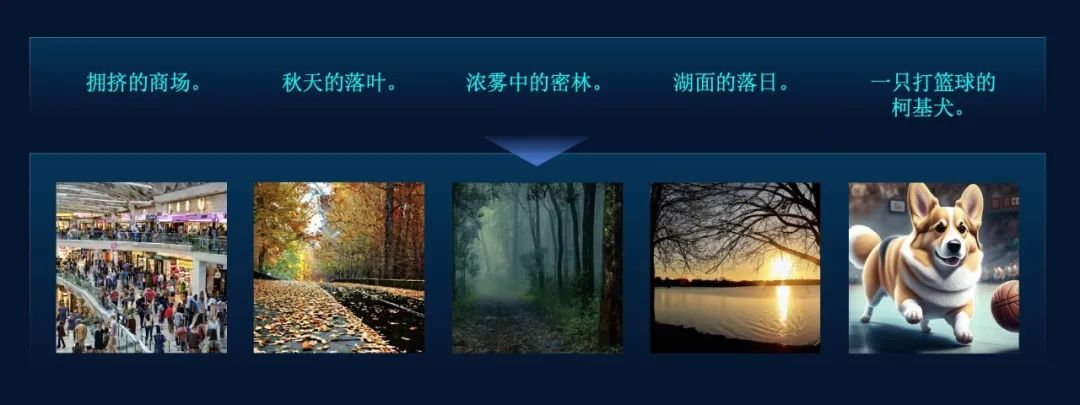 拥挤的商场。
秋天的落叶。
浓雾中的密林。
湖面的落日。
一只打篮球的
柯基犬。